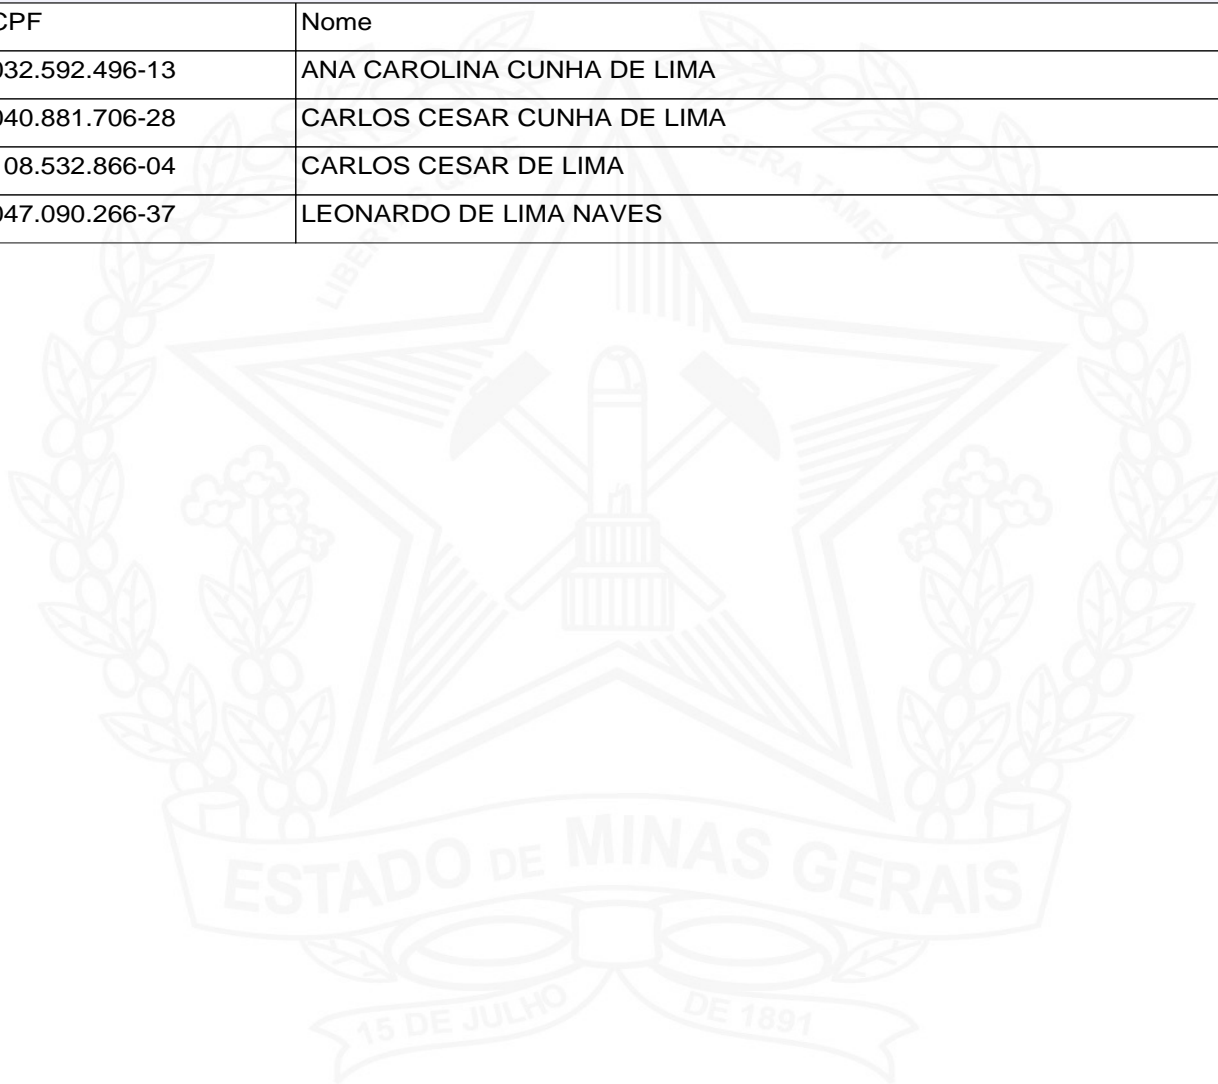 CPF Nome
032.592.496-13 ANA CAROLINA CUNHA DE LIMA
040.881.706-28 CARLOS CESAR CUNHA DE LIMA
08.532.866-04 CARLOS CESAR DE LIMA
047.090.266-37 LEONARDO DE LIMA NAVES
LIBERTAS QUÆ SERA TAMEN
ESTADO DE MINAS GERAIS
15 DE JULHO DE 1891